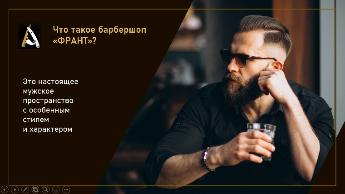 Что такое барбершоп
«ФРАНТ»?
Это настоящее
мужское
пространство
с особенным
стилем
и характером